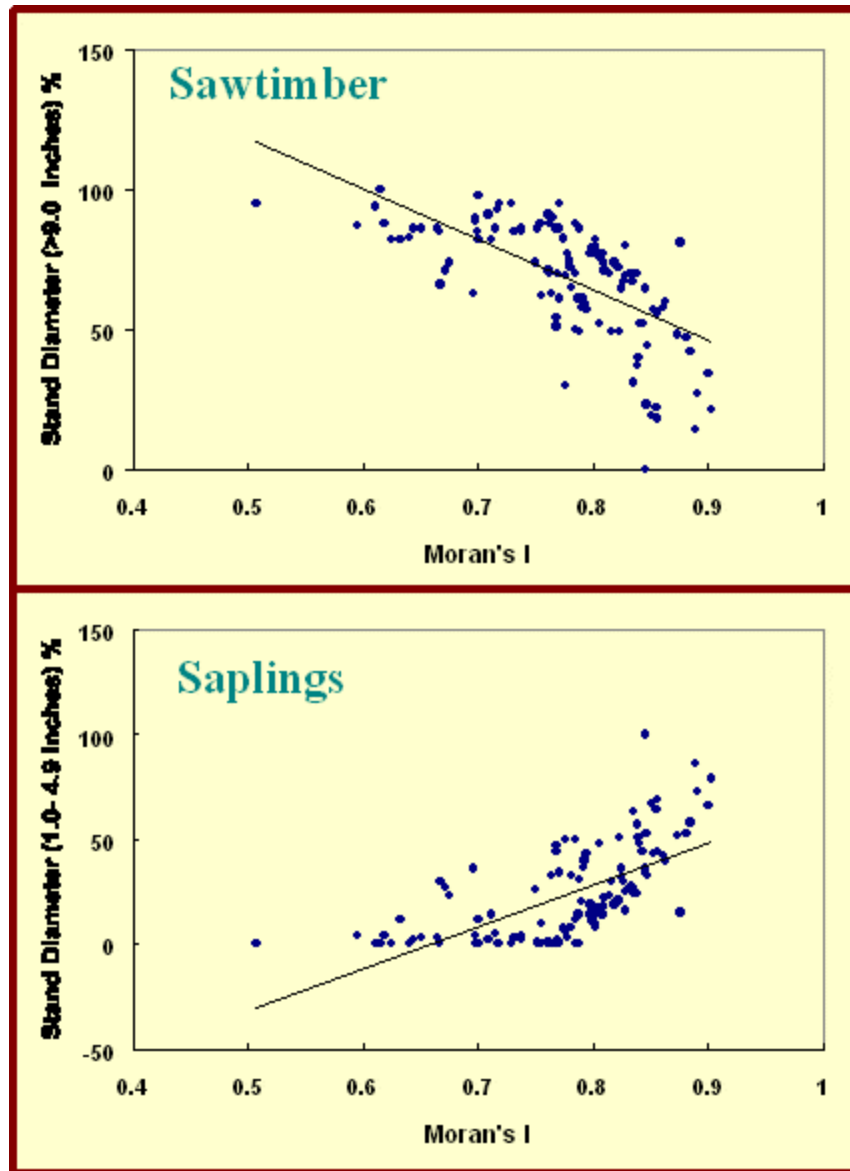 Sawtimber
Stand Diameter (>9.0 Inches) %
150
100
50
0
0.4 0.5 0.6 0.7 0.8 0.9 1
Moran's I
Saplings
Stand Diameter (1.0- 4.9 Inches) %
150
100
50
0
-50
0.4 0.5 0.6 0.7 0.8 0.9 1
Moran's I